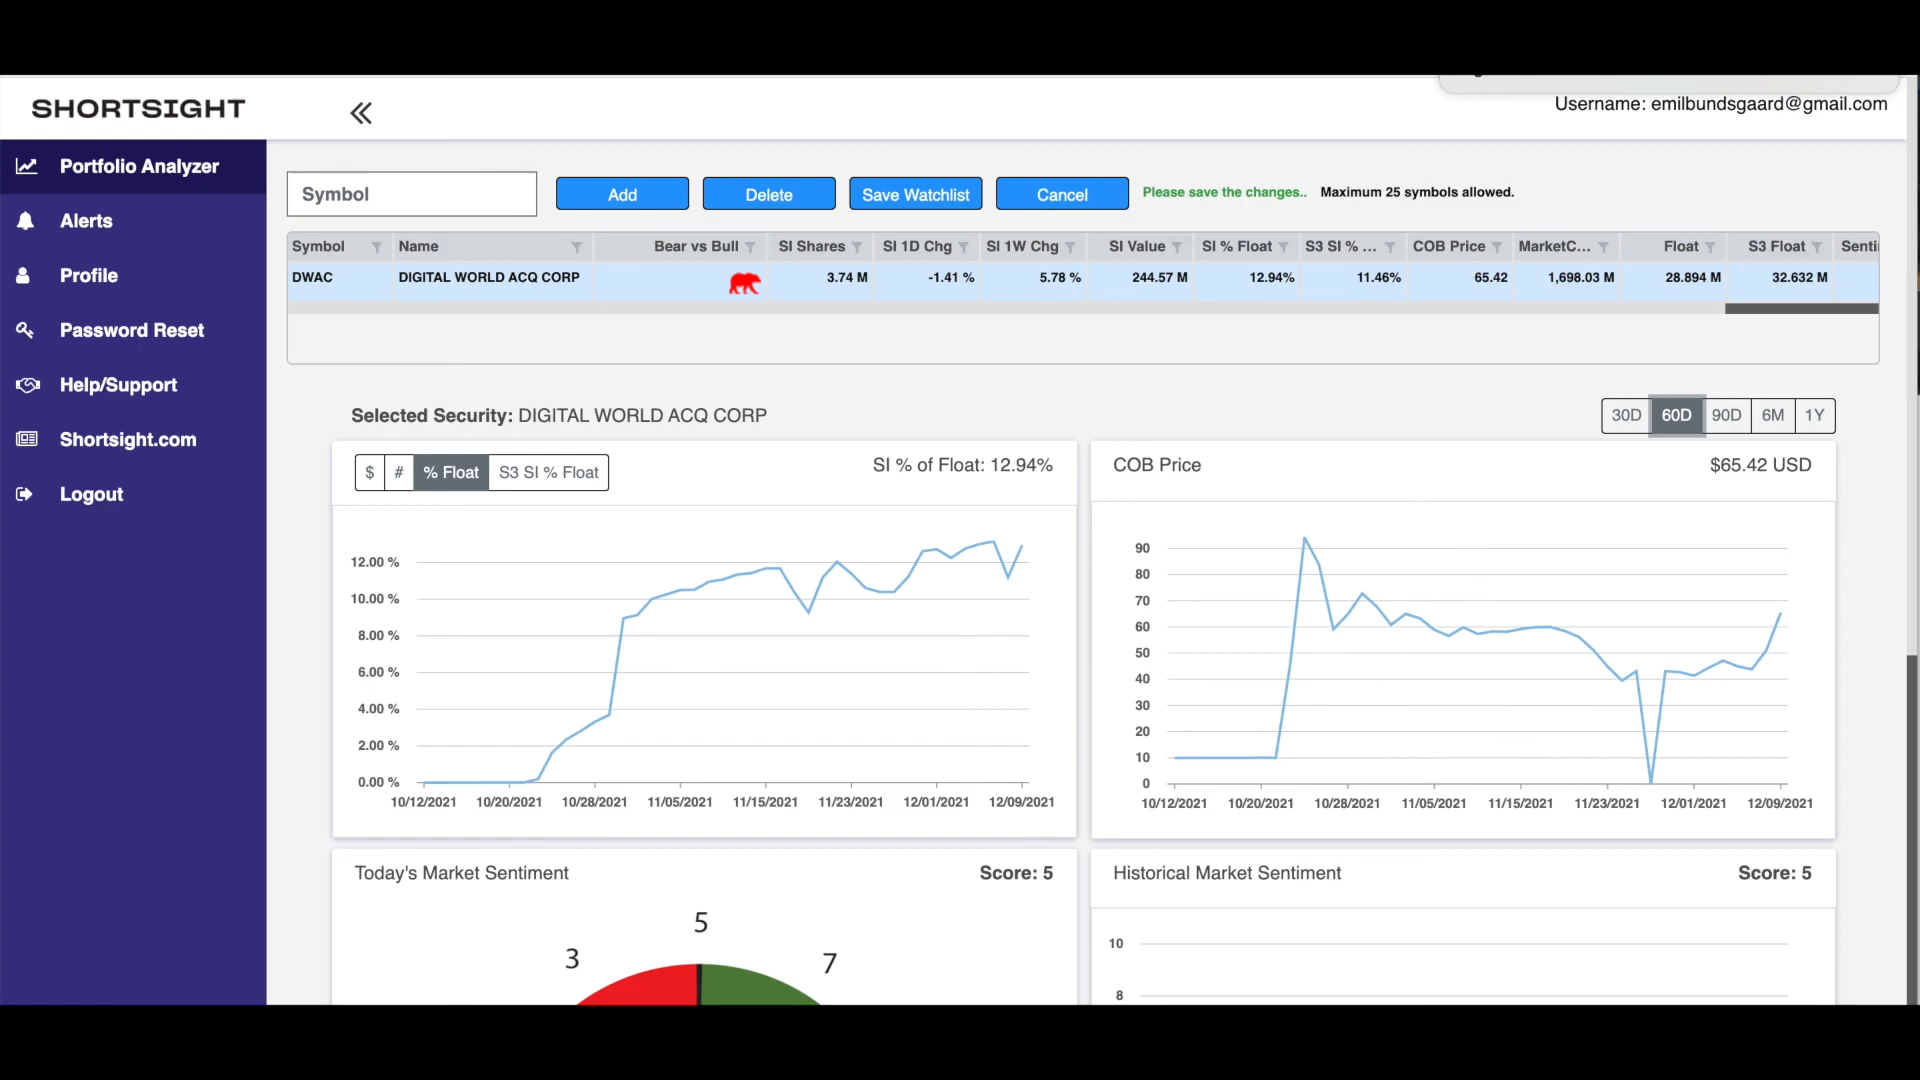 SHORTSIGHT
Username: emilbundsgaard@gmail.com
Portfolio Analyzer
Alerts
Profile
Password Reset
Help/Support
Shortsight.com
Logout
Symbol
Add
Delete
Save Watchlist
Cancel
Please save the changes..
Maximum 25 symbols allowed.
Symbol Name Bear vs Bull SI Shares SI 1D Chg SI 1W Chg SI Value SI % Float S3 SI % ... COB Price MarketC... Float S3 Float Senti
DWAC DIGITAL WORLD ACQ CORP 3.74 M -1.41 % 5.78 % 244.57 M 12.94% 11.46% 65.42 1,698.03 M 28.894 M 32.632 M
Selected Security: DIGITAL WORLD ACQ CORP
30D 60D 90D 6M 1Y
$ # % Float S3 SI % Float
SI % of Float: 12.94%
12.00 %
10.00 %
8.00 %
6.00 %
4.00 %
2.00 %
0.00 %
10/12/2021 10/20/2021 10/28/2021 11/05/2021 11/15/2021 11/23/2021 12/01/2021 12/09/2021
COB Price
$65.42 USD
90
80
70
60
50
40
30
20
10
0
10/12/2021 10/20/2021 10/28/2021 11/05/2021 11/15/2021 11/23/2021 12/01/2021 12/09/2021
Today's Market Sentiment
Score: 5
3
5
7
Historical Market Sentiment
Score: 5
10
8